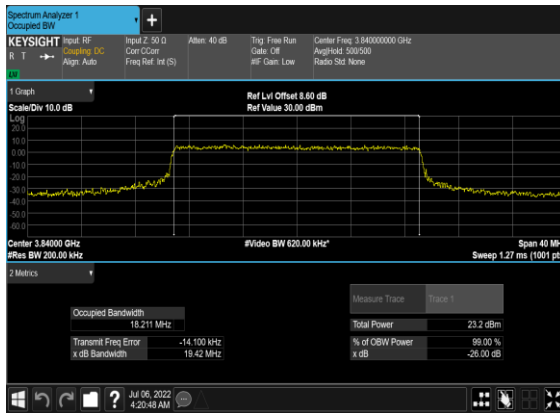 Spectrum Analyzer 1
Occupied BW
+
KEYSIGHT Input: RF Input Z: 50 Ω Atten: 40 dB Trig: Free Run Center Freq: 3.840000000 GHz
R T Coupling: DC Corr CCorr Gate: Off Avg|Hold: 500/500
Align: Auto Freq Ref: Int (S) #IF Gain: Low Radio Std: None
1 Graph Ref Lvl Offset 8.60 dB
Scale/Div 10.0 dB Ref Value 30.00 dBm
Log
20.0
10.0
0.00
-10.0
-20.0
-30.0
-40.0
-50.0
-60.0
Center 3.84000 GHz #Video BW 620.00 kHz* Span 40 MH
#Res BW 200.00 kHz Sweep 1.27 ms (1001 pt
2 Metrics
Measure Trace Trace 1
Occupied Bandwidth
18.211 MHz Total Power 23.2 dBm
Transmit Freq Error -14.100 kHz % of OBW Power 99.00 %
x dB Bandwidth 19.42 MHz x dB -26.00 dB
? Jul 06, 2022
4:20:48 AM